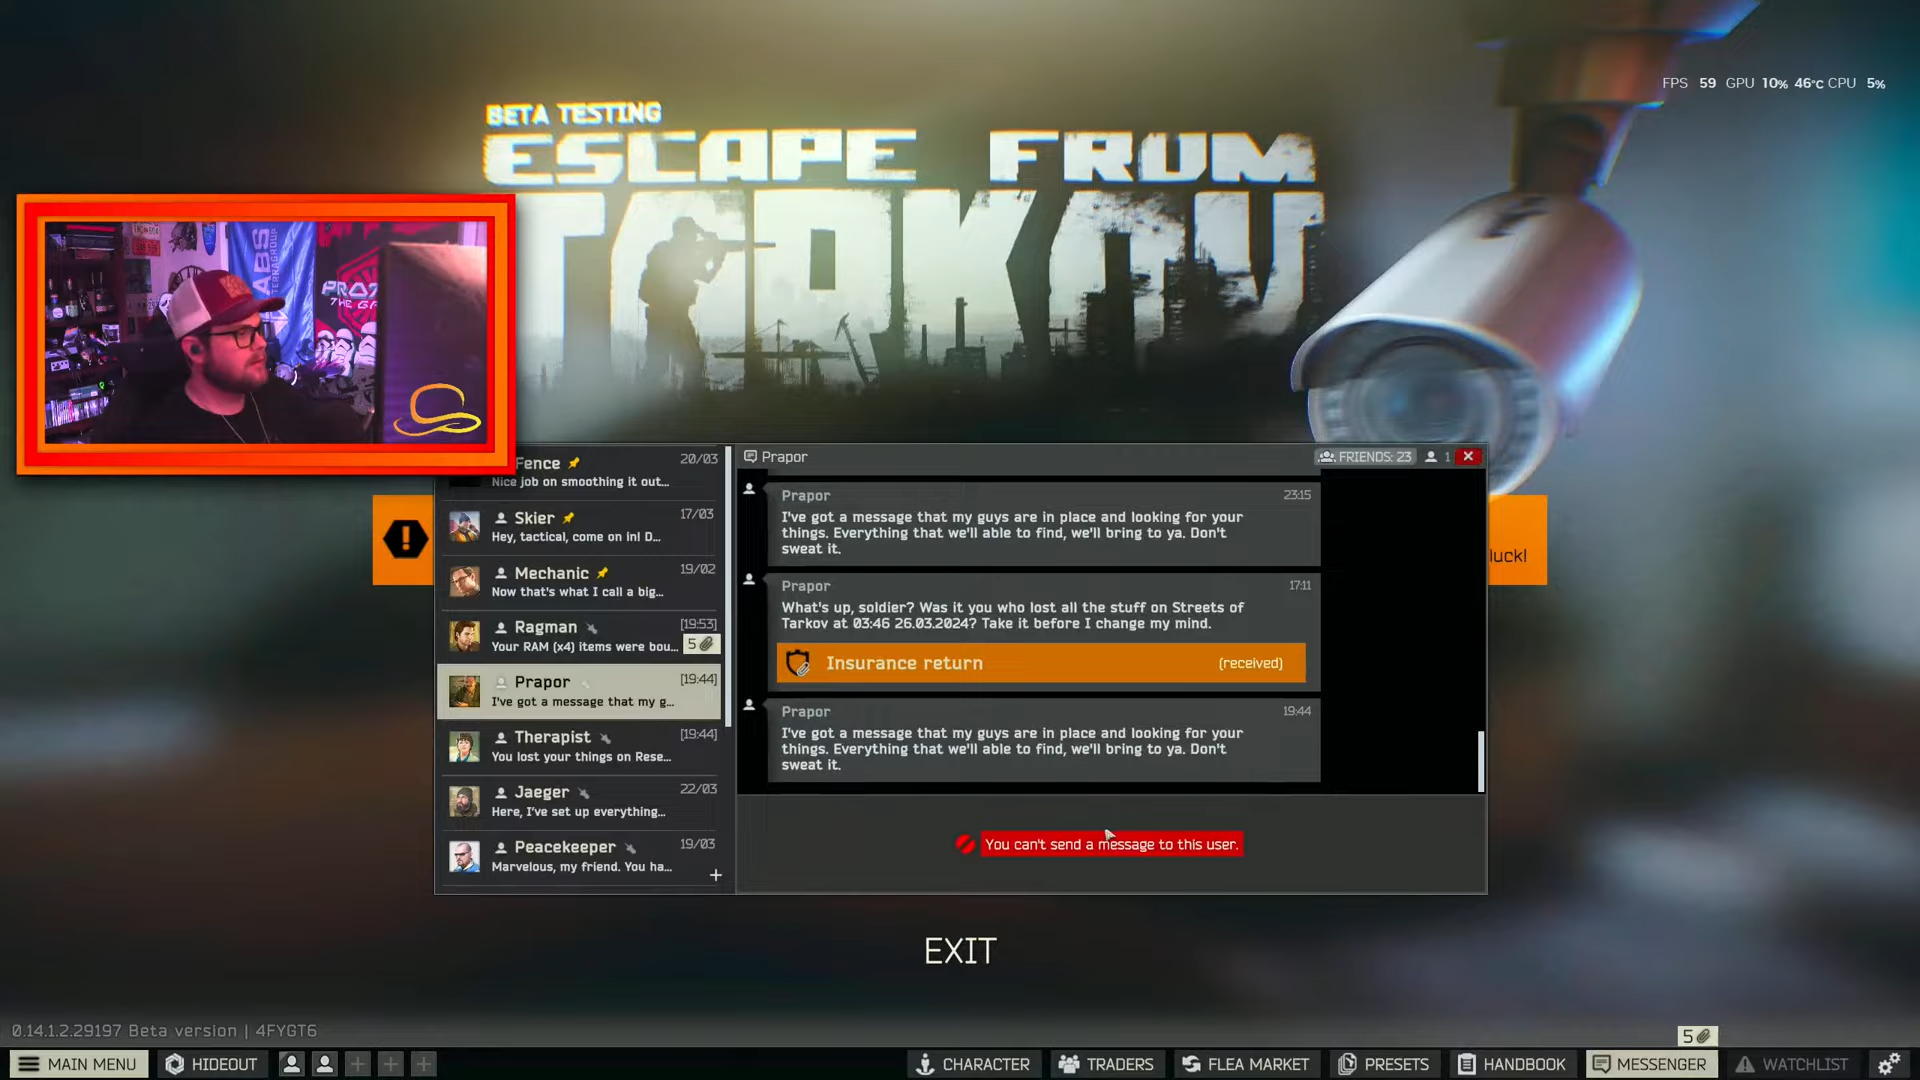 FPS 59 GPU 10% 46°C CPU 5%
BETA TESTING
ESCAPE FROM
TARKOV
Fence 20/03
Nice job on smoothing it out...
Skier 17/03
Hey, tactical, come on in! D...
Mechanic 19/02
Now that's what I call a big...
Ragman [19:53]
Your RAM (x4) items were bou... 5
Prapor [19:44]
I've got a message that my g...
Therapist [19:44]
You lost your things on Rese...
Jaeger 22/03
Here, I've set up everything...
Peacekeeper 19/03
Marvelous, my friend. You ha...
+
Prapor
FRIENDS: 23 1
Prapor 23:15
I've got a message that my guys are in place and looking for your
things. Everything that we'll able to find, we'll bring to ya. Don't
sweat it.
Prapor 17:11
What's up, soldier? Was it you who lost all the stuff on Streets of
Tarkov at 03:46 26.03.2024? Take it before I change my mind.
Insurance return (received)
Prapor 19:44
I've got a message that my guys are in place and looking for your
things. Everything that we'll able to find, we'll bring to ya. Don't
sweat it.
You can't send a message to this user.
luck!
EXIT
0.14.1.2.29197 Beta version | 4FYGT6
5
MAIN MENU HIDEOUT CHARACTER TRADERS FLEA MARKET PRESETS HANDBOOK MESSENGER WATCHLIST